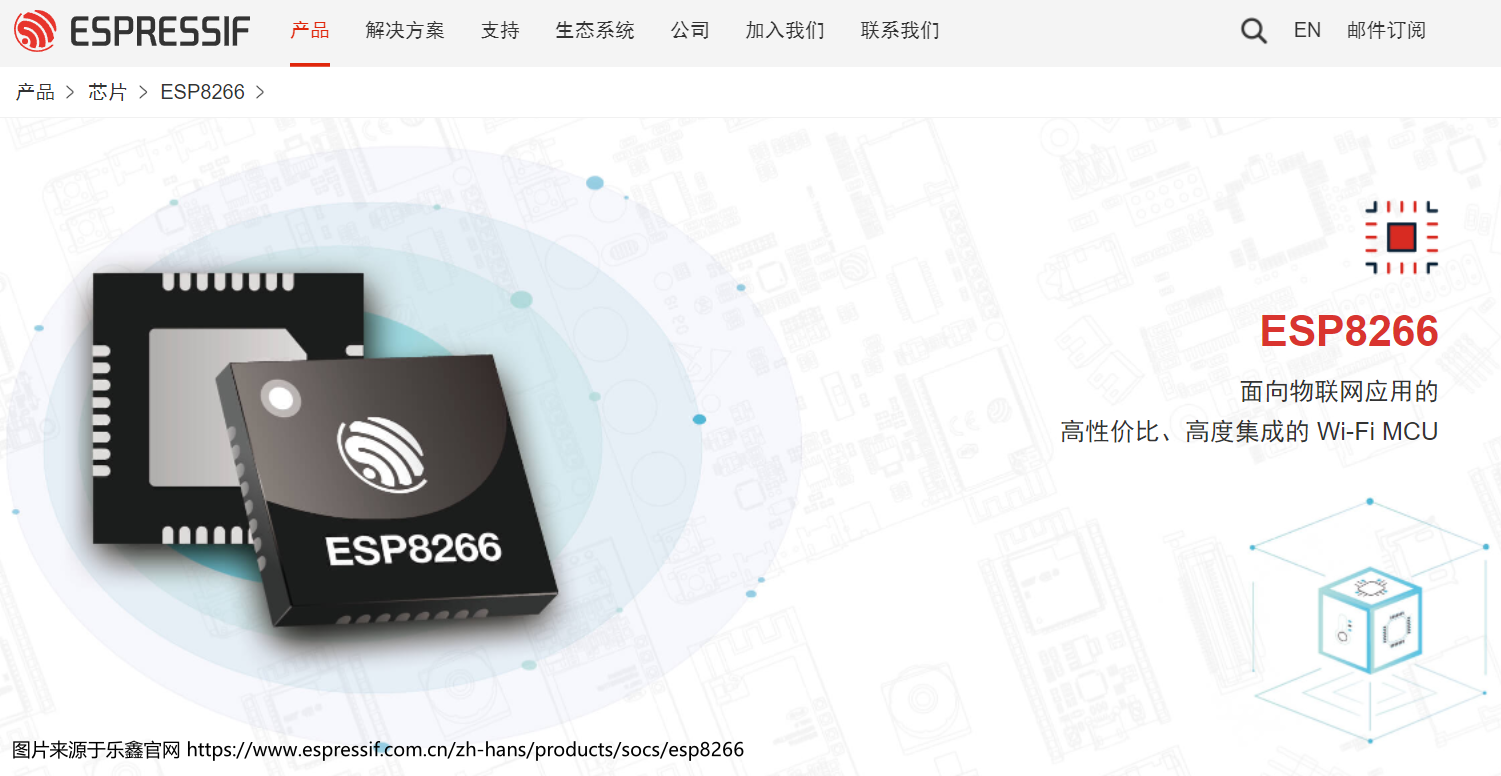 ESPRESSIF 产品 解决方案 支持 生态系统 公司 加入我们 联系我们 EN 邮件订阅
产品 > 芯片 > ESP8266 >
ESP8266
面向物联网应用的
高性价比、高度集成的 Wi-Fi MCU
ESP8266
图片来源于乐鑫官网 https://www.espressif.com.cn/zh-hans/products/socs/esp8266